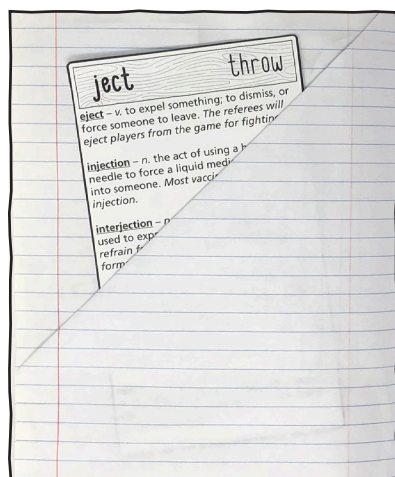 ject throw
eject – v. to expel something; to dismiss, or
force someone to leave. The referees will
eject players from the game for fighting
injection – n. the act of using a
needle to force a liquid
into someone. Most
injection.
interjection –
used to
refrain